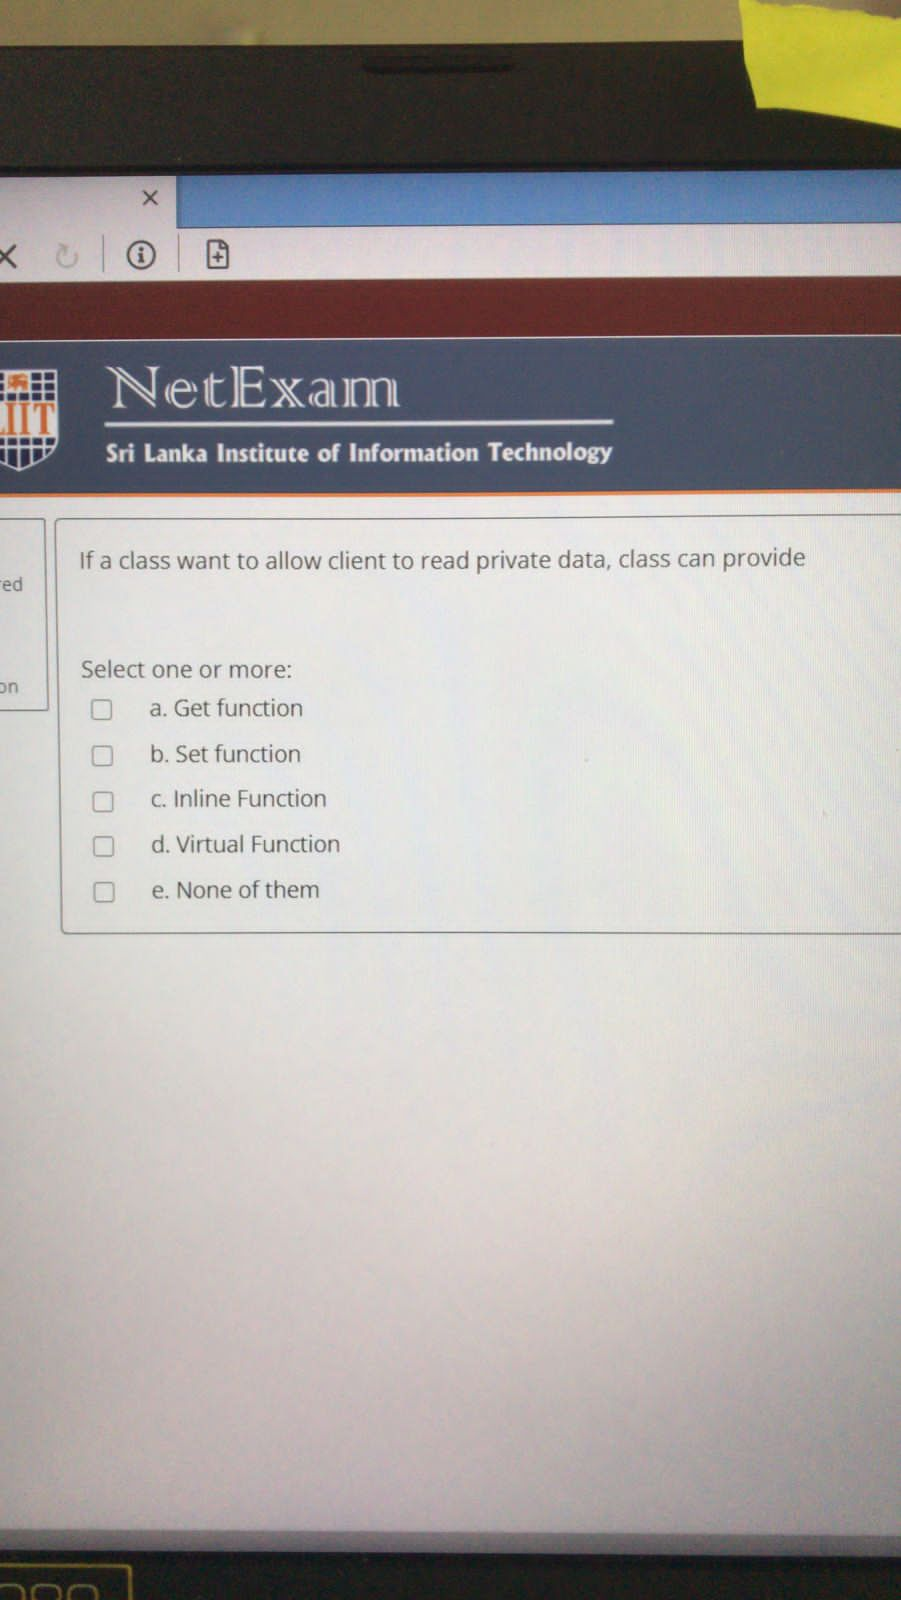 NetExam
IIT
Sri Lanka Institute of Information Technology
If a class want to allow client to read private data, class can provide
red
Select one or more:
on
a. Get function
b. Set function
c. Inline Function
d. Virtual Function
e. None of them